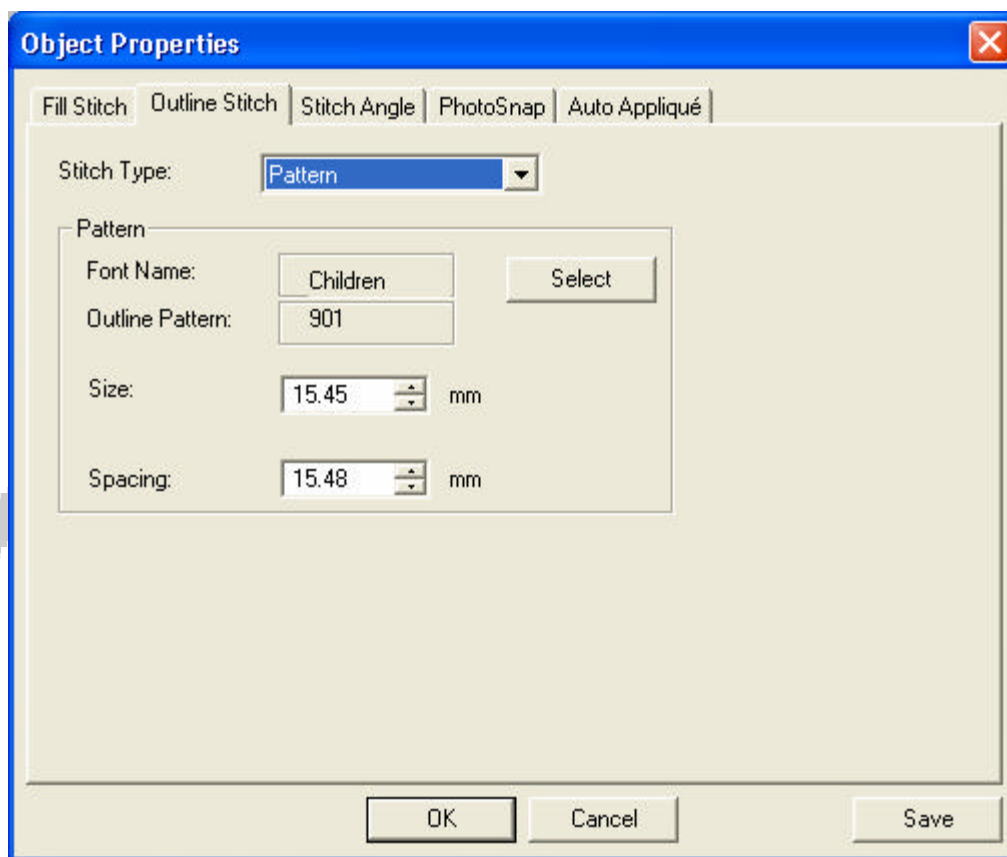 Object Properties
Fill Stitch Outline Stitch Stitch Angle PhotoSnap Auto Appliqué
Stitch Type: Pattern
Pattern
Font Name: Children Select
Outline Pattern: 901
Size: 15.45 mm
Spacing: 15.48 mm
OK Cancel Save